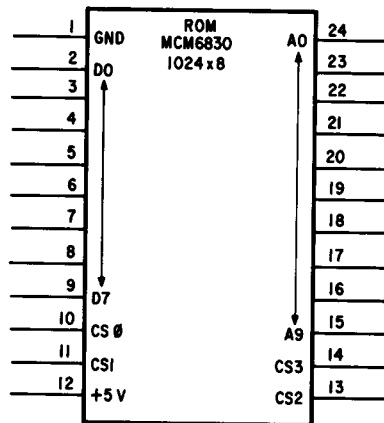 ROM
MCM6830
1024x8
1 GND
2 D0
3
4
5
6
7
8
9 D7
10 CS Ø
11 CS1
12 +5V
A0 24
23
22
21
20
19
18
17
16
A9 15
CS3 14
CS2 13